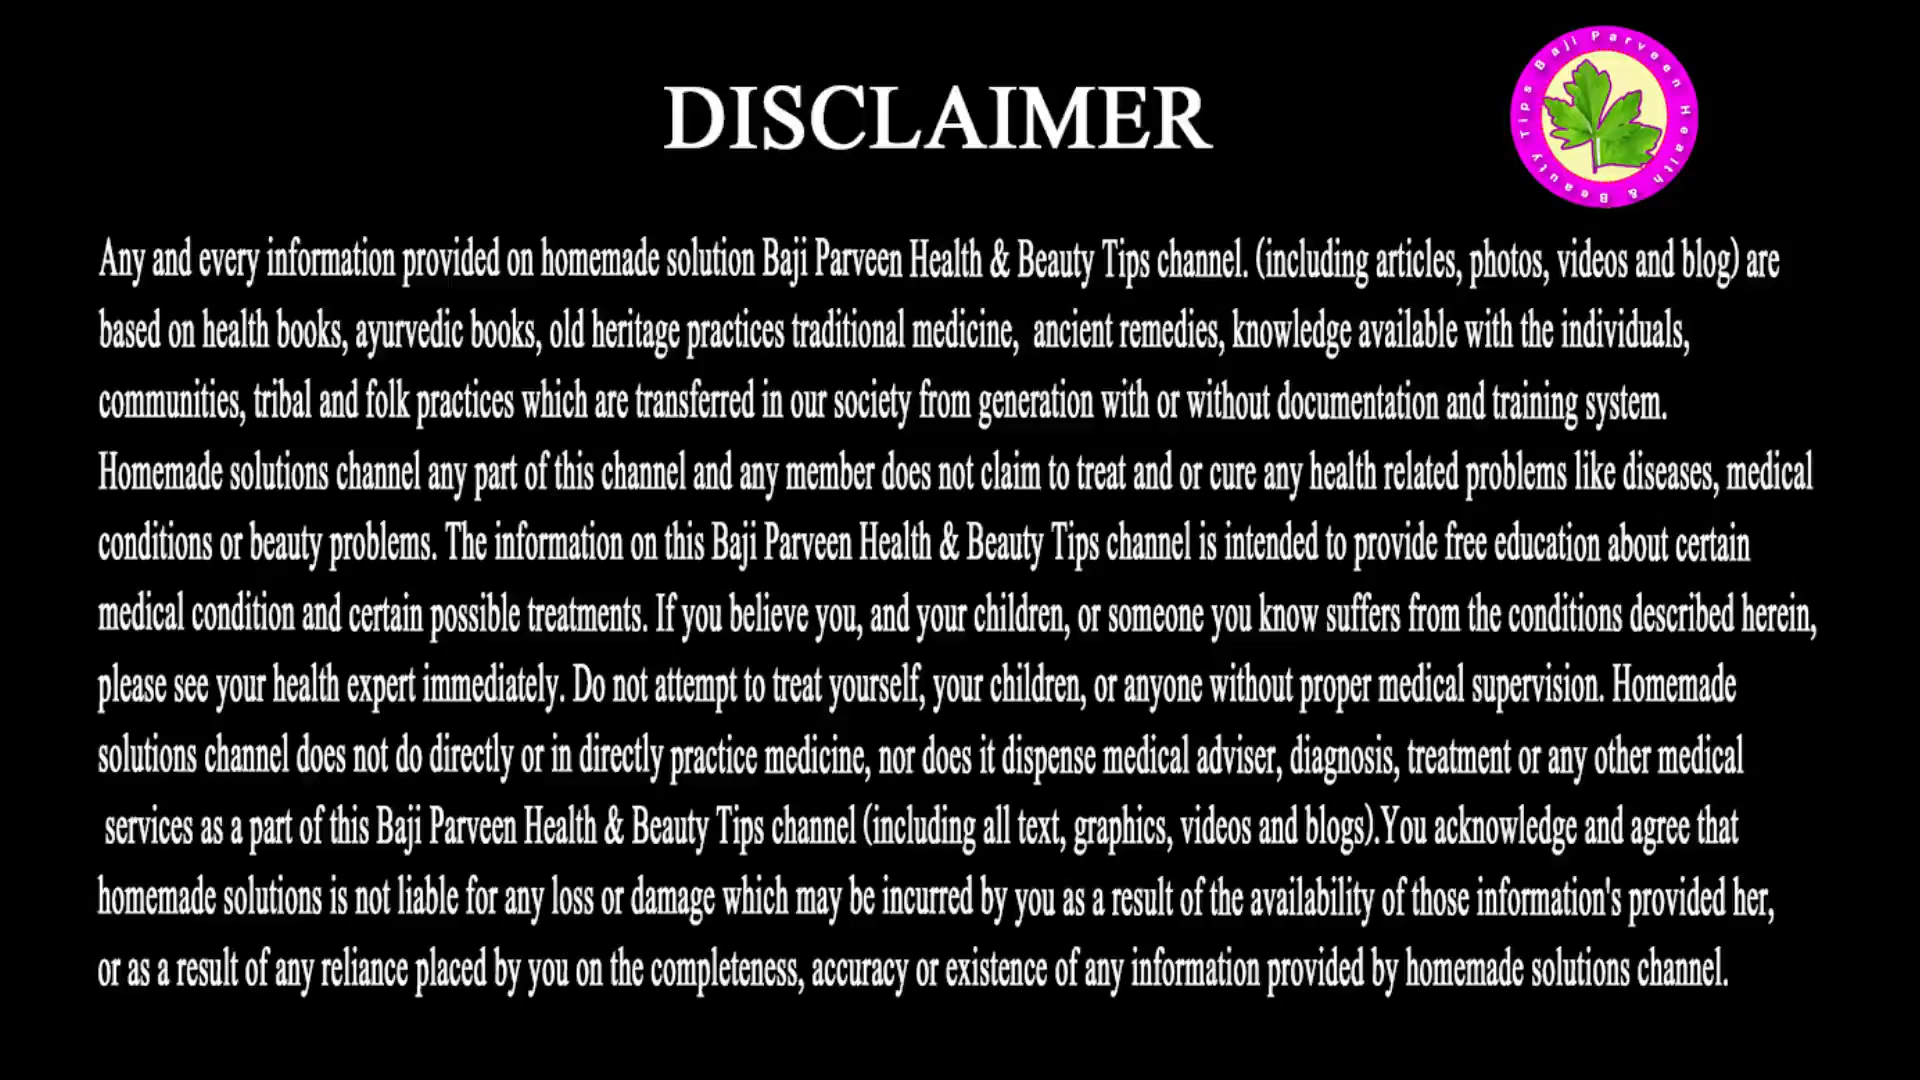 DISCLAIMER
Baji Parveen Health & Beauty Tips
Any and every information provided on homemade solution Baji Parveen Health & Beauty Tips channel. (including articles, photos, videos and blog) are
based on health books, ayurvedic books, old heritage practices traditional medicine, ancient remedies, knowledge available with the individuals,
communities, tribal and folk practices which are transferred in our society from generation with or without documentation and training system.
Homemade solutions channel any part of this channel and any member does not claim to treat and or cure any health related problems like diseases, medical
conditions or beauty problems. The information on this Baji Parveen Health & Beauty Tips channel is intended to provide free education about certain
medical condition and certain possible treatments. If you believe you, and your children, or someone you know suffers from the conditions described herein,
please see your health expert immediately. Do not attempt to treat yourself, your children, or anyone without proper medical supervision. Homemade
solutions channel does not do directly or in directly practice medicine, nor does it dispense medical adviser, diagnosis, treatment or any other medical
services as a part of this Baji Parveen Health & Beauty Tips channel (including all text, graphics, videos and blogs).You acknowledge and agree that
homemade solutions is not liable for any loss or damage which may be incurred by you as a result of the availability of those information's provided her,
or as a result of any reliance placed by you on the completeness, accuracy or existence of any information provided by homemade solutions channel.